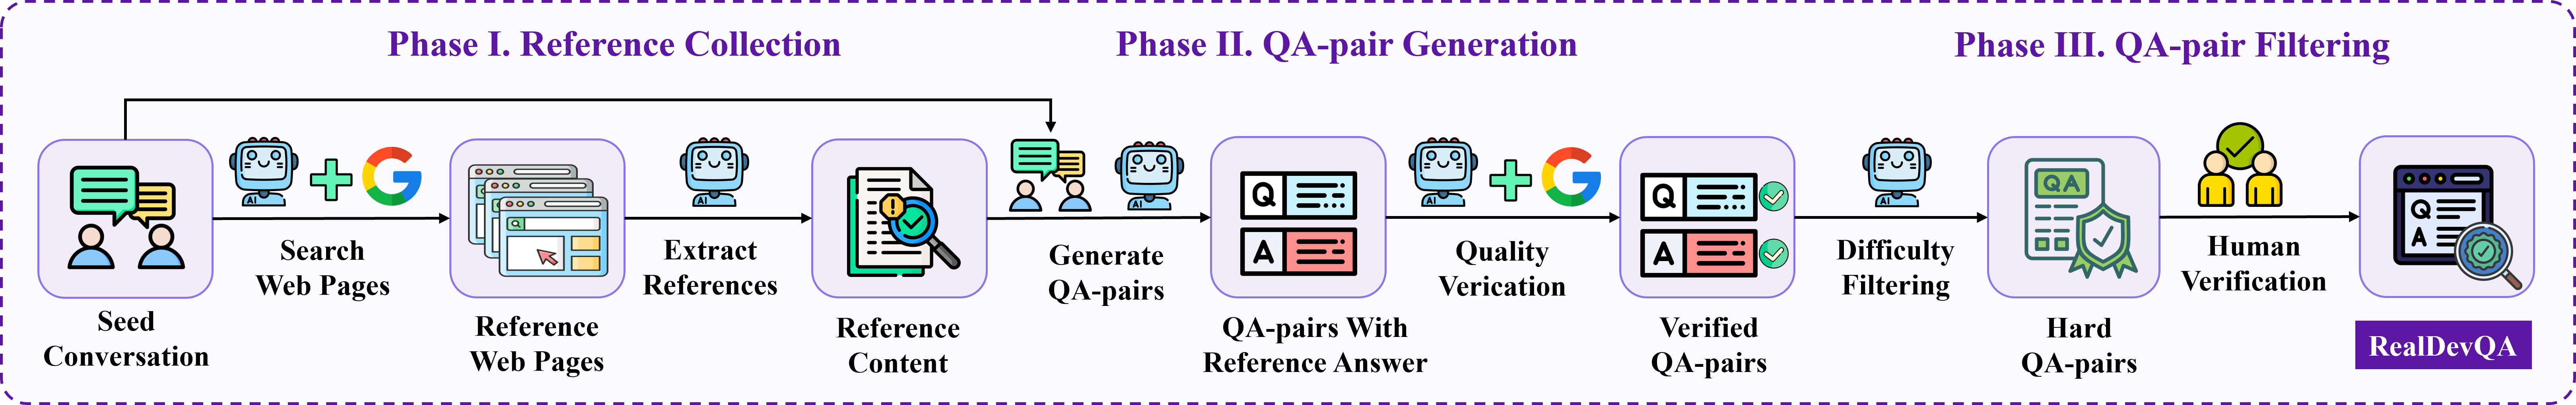 Phase I. Reference Collection
Phase II. QA-pair Generation
Phase III. QA-pair Filtering
AI
Search
Web Pages
AI
Extract
References
AI
Generate
QA-pairs
Q
A
AI
Quality
Verication
Q
A
AI
Difficulty
Filtering
QA
Human
Verification
Q
A
Seed
Conversation
Reference
Web Pages
Reference
Content
QA-pairs With
Reference Answer
Verified
QA-pairs
Hard
QA-pairs
RealDevQA